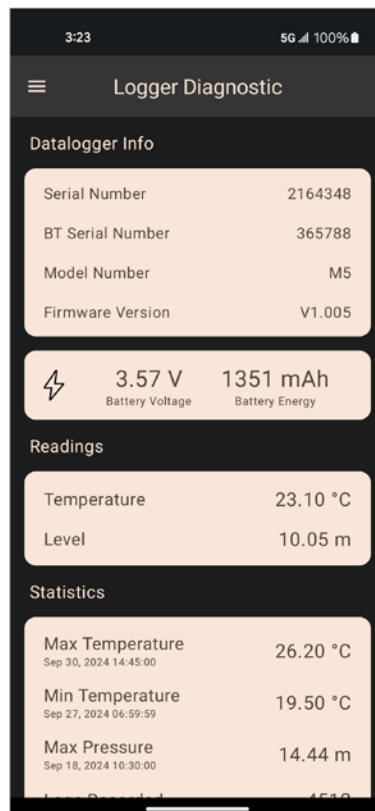 3:23 5G 100%
Logger Diagnostic
Datalogger Info
Serial Number 2164348
BT Serial Number 365788
Model Number M5
Firmware Version V1.005
3.57 V 1351 mAh
Battery Voltage Battery Energy
Readings
Temperature 23.10 °C
Level 10.05 m
Statistics
Max Temperature 26.20 °C
Sep 30, 2024 14:45:00
Min Temperature 19.50 °C
Sep 27, 2024 06:59:59
Max Pressure 14.44 m
Sep 18, 2024 10:30:00